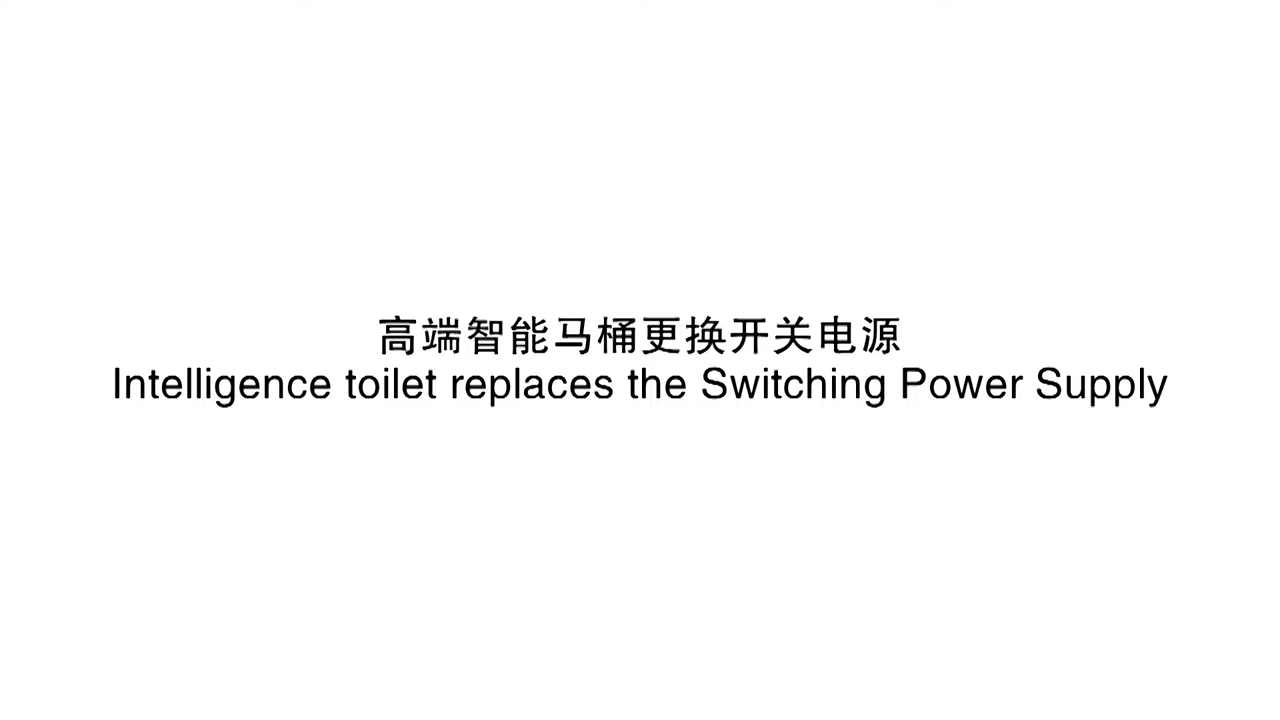 高端智能马桶更换开关电源
Intelligence toilet replaces the Switching Power Supply